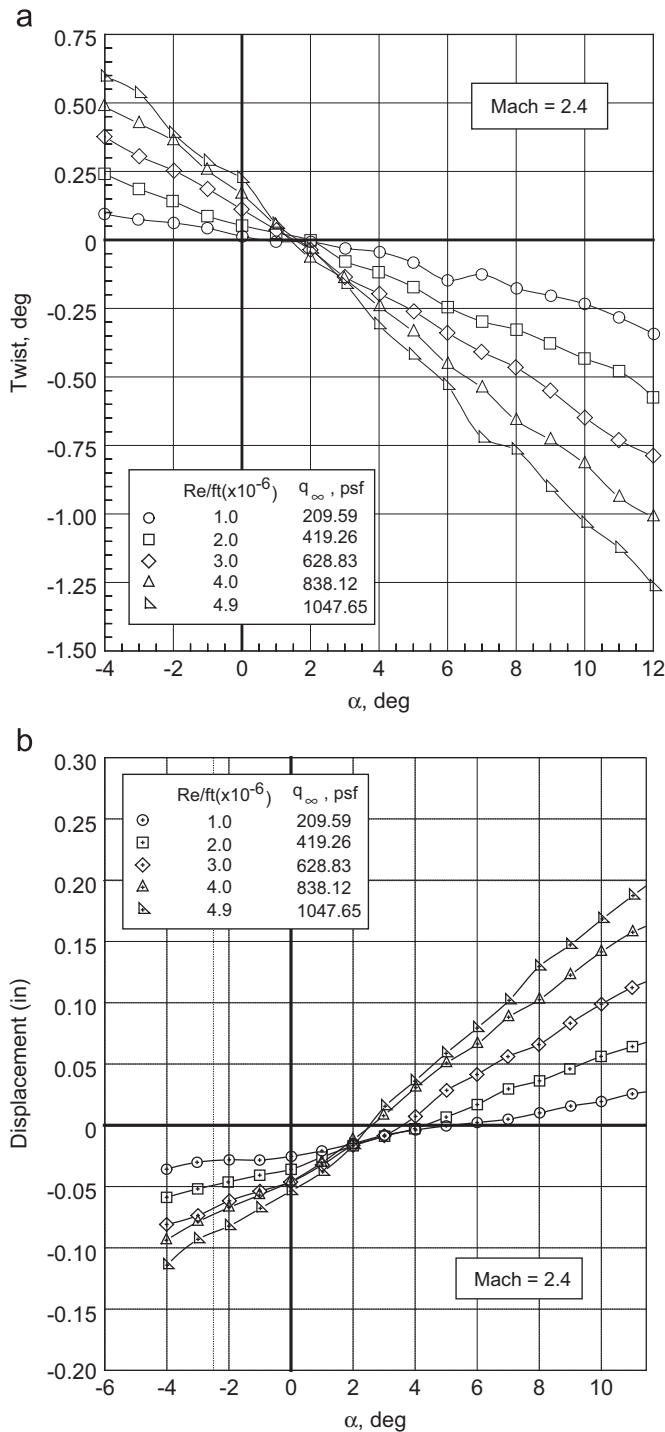 a
0.75
0.50
0.25
0
-0.25
-0.50
-0.75
-1.00
-1.25
-1.50
Twist, deg
Mach = 2.4
Re/ft(x10-6) q∞ , psf
1.0 209.59
2.0 419.26
3.0 628.83
4.0 838.12
4.9 1047.65
-4 -2 0 2 4 6 8 10 12
α, deg
b
0.30
0.25
0.20
0.15
0.10
0.05
0
-0.05
-0.10
-0.15
-0.20
Displacement (in)
Re/ft(x10-6) q∞ , psf
1.0 209.59
2.0 419.26
3.0 628.83
4.0 838.12
4.9 1047.65
Mach = 2.4
-6 -4 -2 0 2 4 6 8 10
α, deg